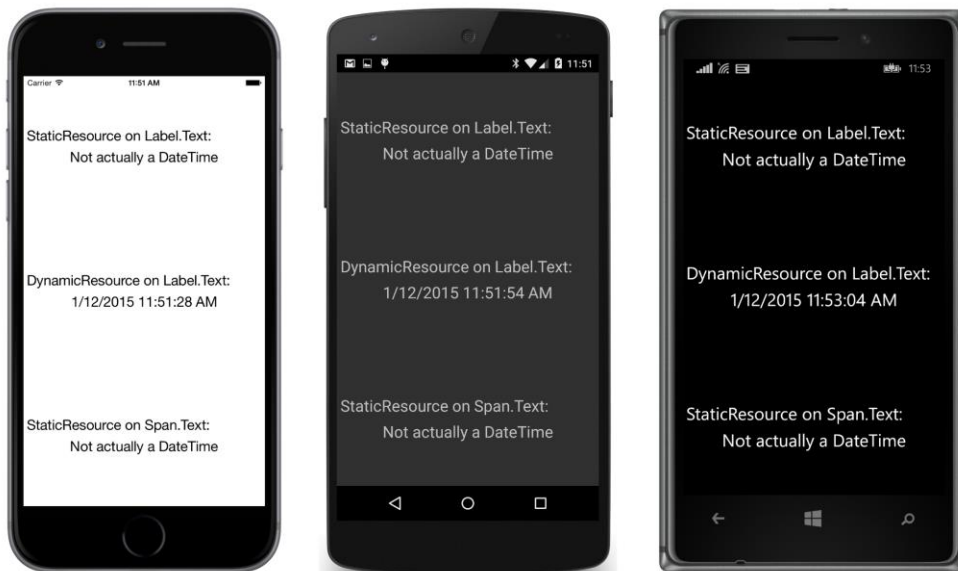 Carrier
11:51 AM
StaticResource on Label.Text:
Not actually a DateTime
DynamicResource on Label.Text:
1/12/2015 11:51:28 AM
StaticResource on Span.Text:
Not actually a DateTime
11:51
StaticResource on Label.Text:
Not actually a DateTime
DynamicResource on Label.Text:
1/12/2015 11:51:54 AM
StaticResource on Span.Text:
Not actually a DateTime
11:53
StaticResource on Label.Text:
Not actually a DateTime
DynamicResource on Label.Text:
1/12/2015 11:53:04 AM
StaticResource on Span.Text:
Not actually a DateTime